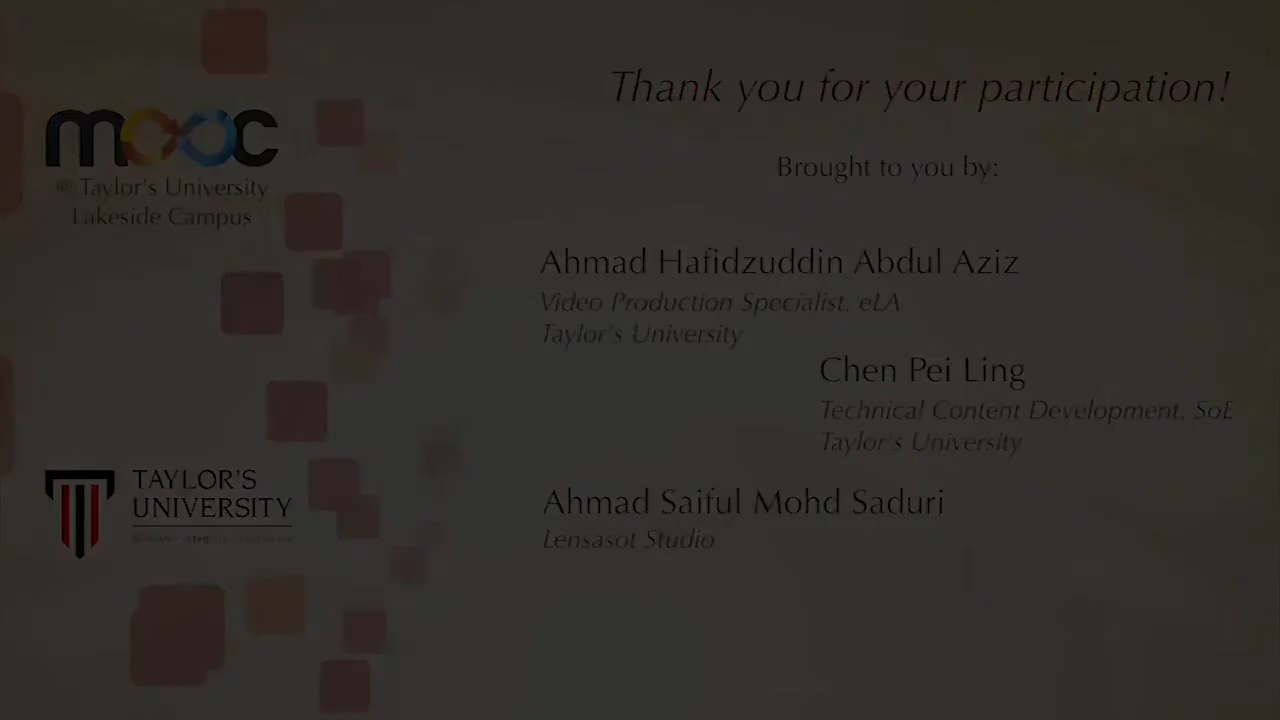 Thank you for your participation!
mooc
@ Taylor's University
Lakeside Campus
Brought to you by:
Ahmad Hafidzuddin Abdul Aziz
Video Production Specialist, eLA
Taylor's University
Chen Pei Ling
Technical Content Development, SoE
Taylor's University
TAYLOR'S
UNIVERSITY
Ahmad Saiful Mohd Saduri
Lensasot Studio